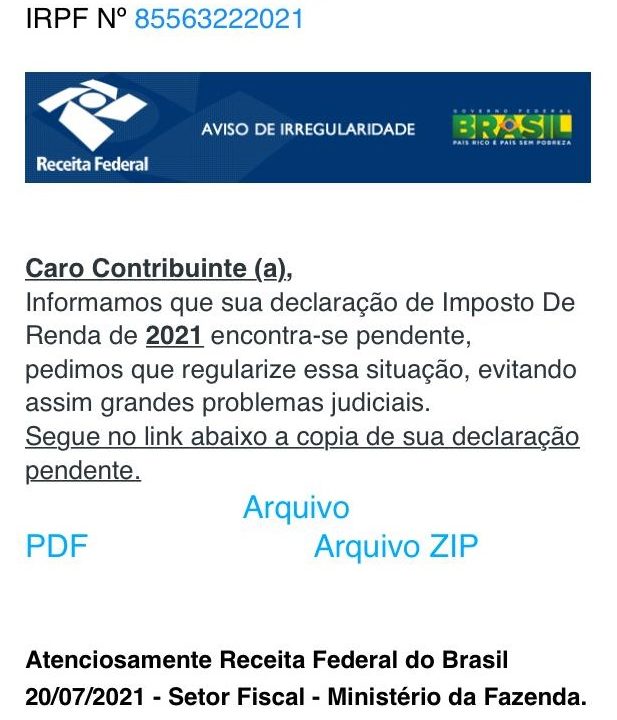 IRPF Nº 85563222021
Receita Federal
AVISO DE IRREGULARIDADE
GOVERNO FEDERAL
BRASIL
PAÍS RICO É PAÍS SEM POBREZA
Caro Contribuinte (a),
Informamos que sua declaração de Imposto De
Renda de 2021 encontra-se pendente,
pedimos que regularize essa situação, evitando
assim grandes problemas judiciais.
Segue no link abaixo a copia de sua declaração
pendente.
Arquivo
PDF Arquivo ZIP
Atenciosamente Receita Federal do Brasil
20/07/2021 - Setor Fiscal - Ministério da Fazenda.